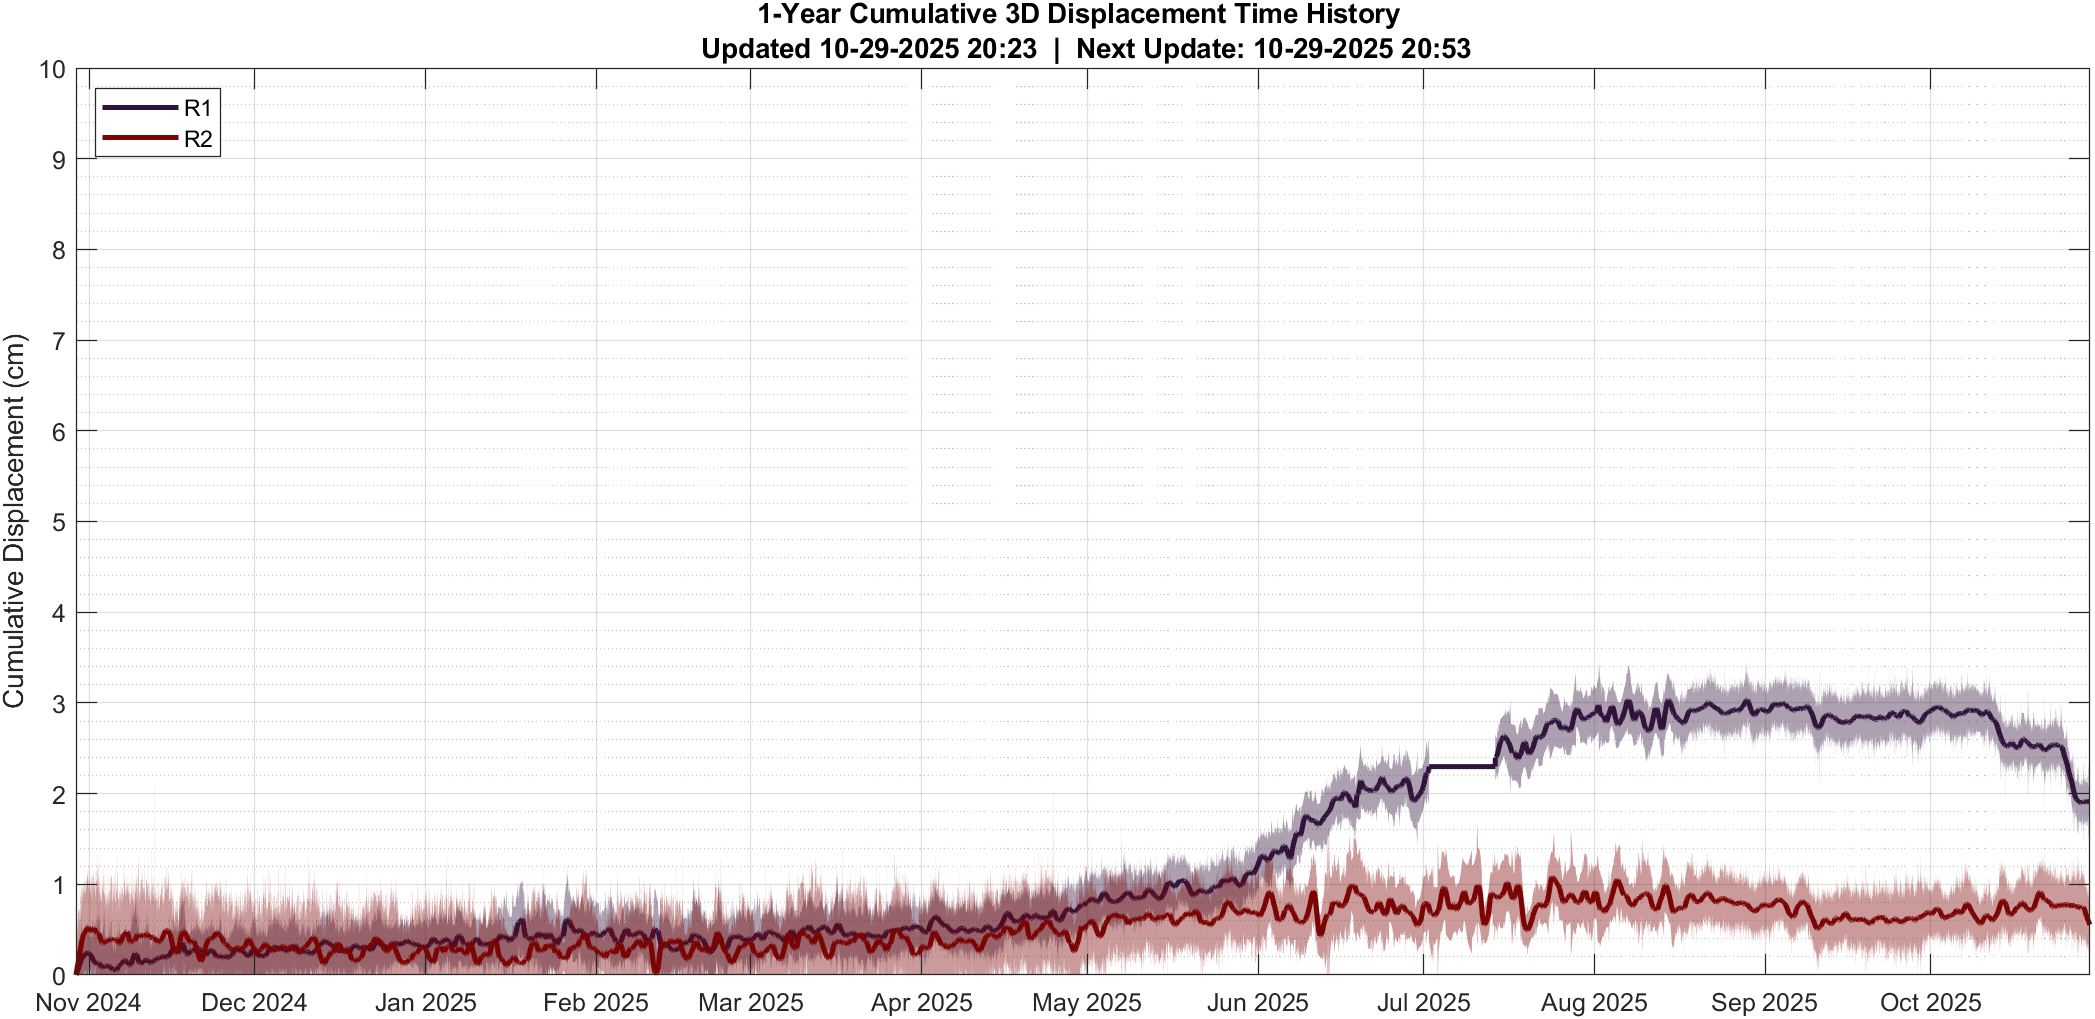 1-Year Cumulative 3D Displacement Time History
Updated 10-29-2025 20:23 | Next Update: 10-29-2025 20:53
R1
R2
Cumulative Displacement (cm)
10
9
8
7
6
5
4
3
2
1
0
Nov 2024 Dec 2024 Jan 2025 Feb 2025 Mar 2025 Apr 2025 May 2025 Jun 2025 Jul 2025 Aug 2025 Sep 2025 Oct 2025